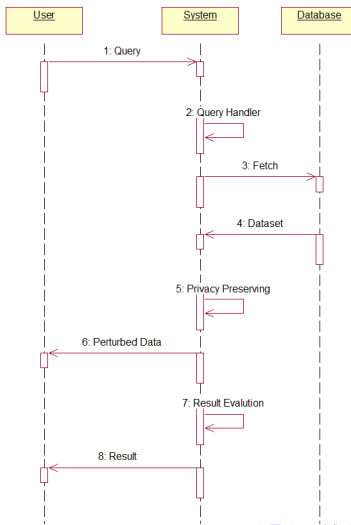 User System Database
1: Query
2: Query Handler
3: Fetch
4: Dataset
5: Privacy Preserving
6: Perturbed Data
7: Result Evalution
8: Result